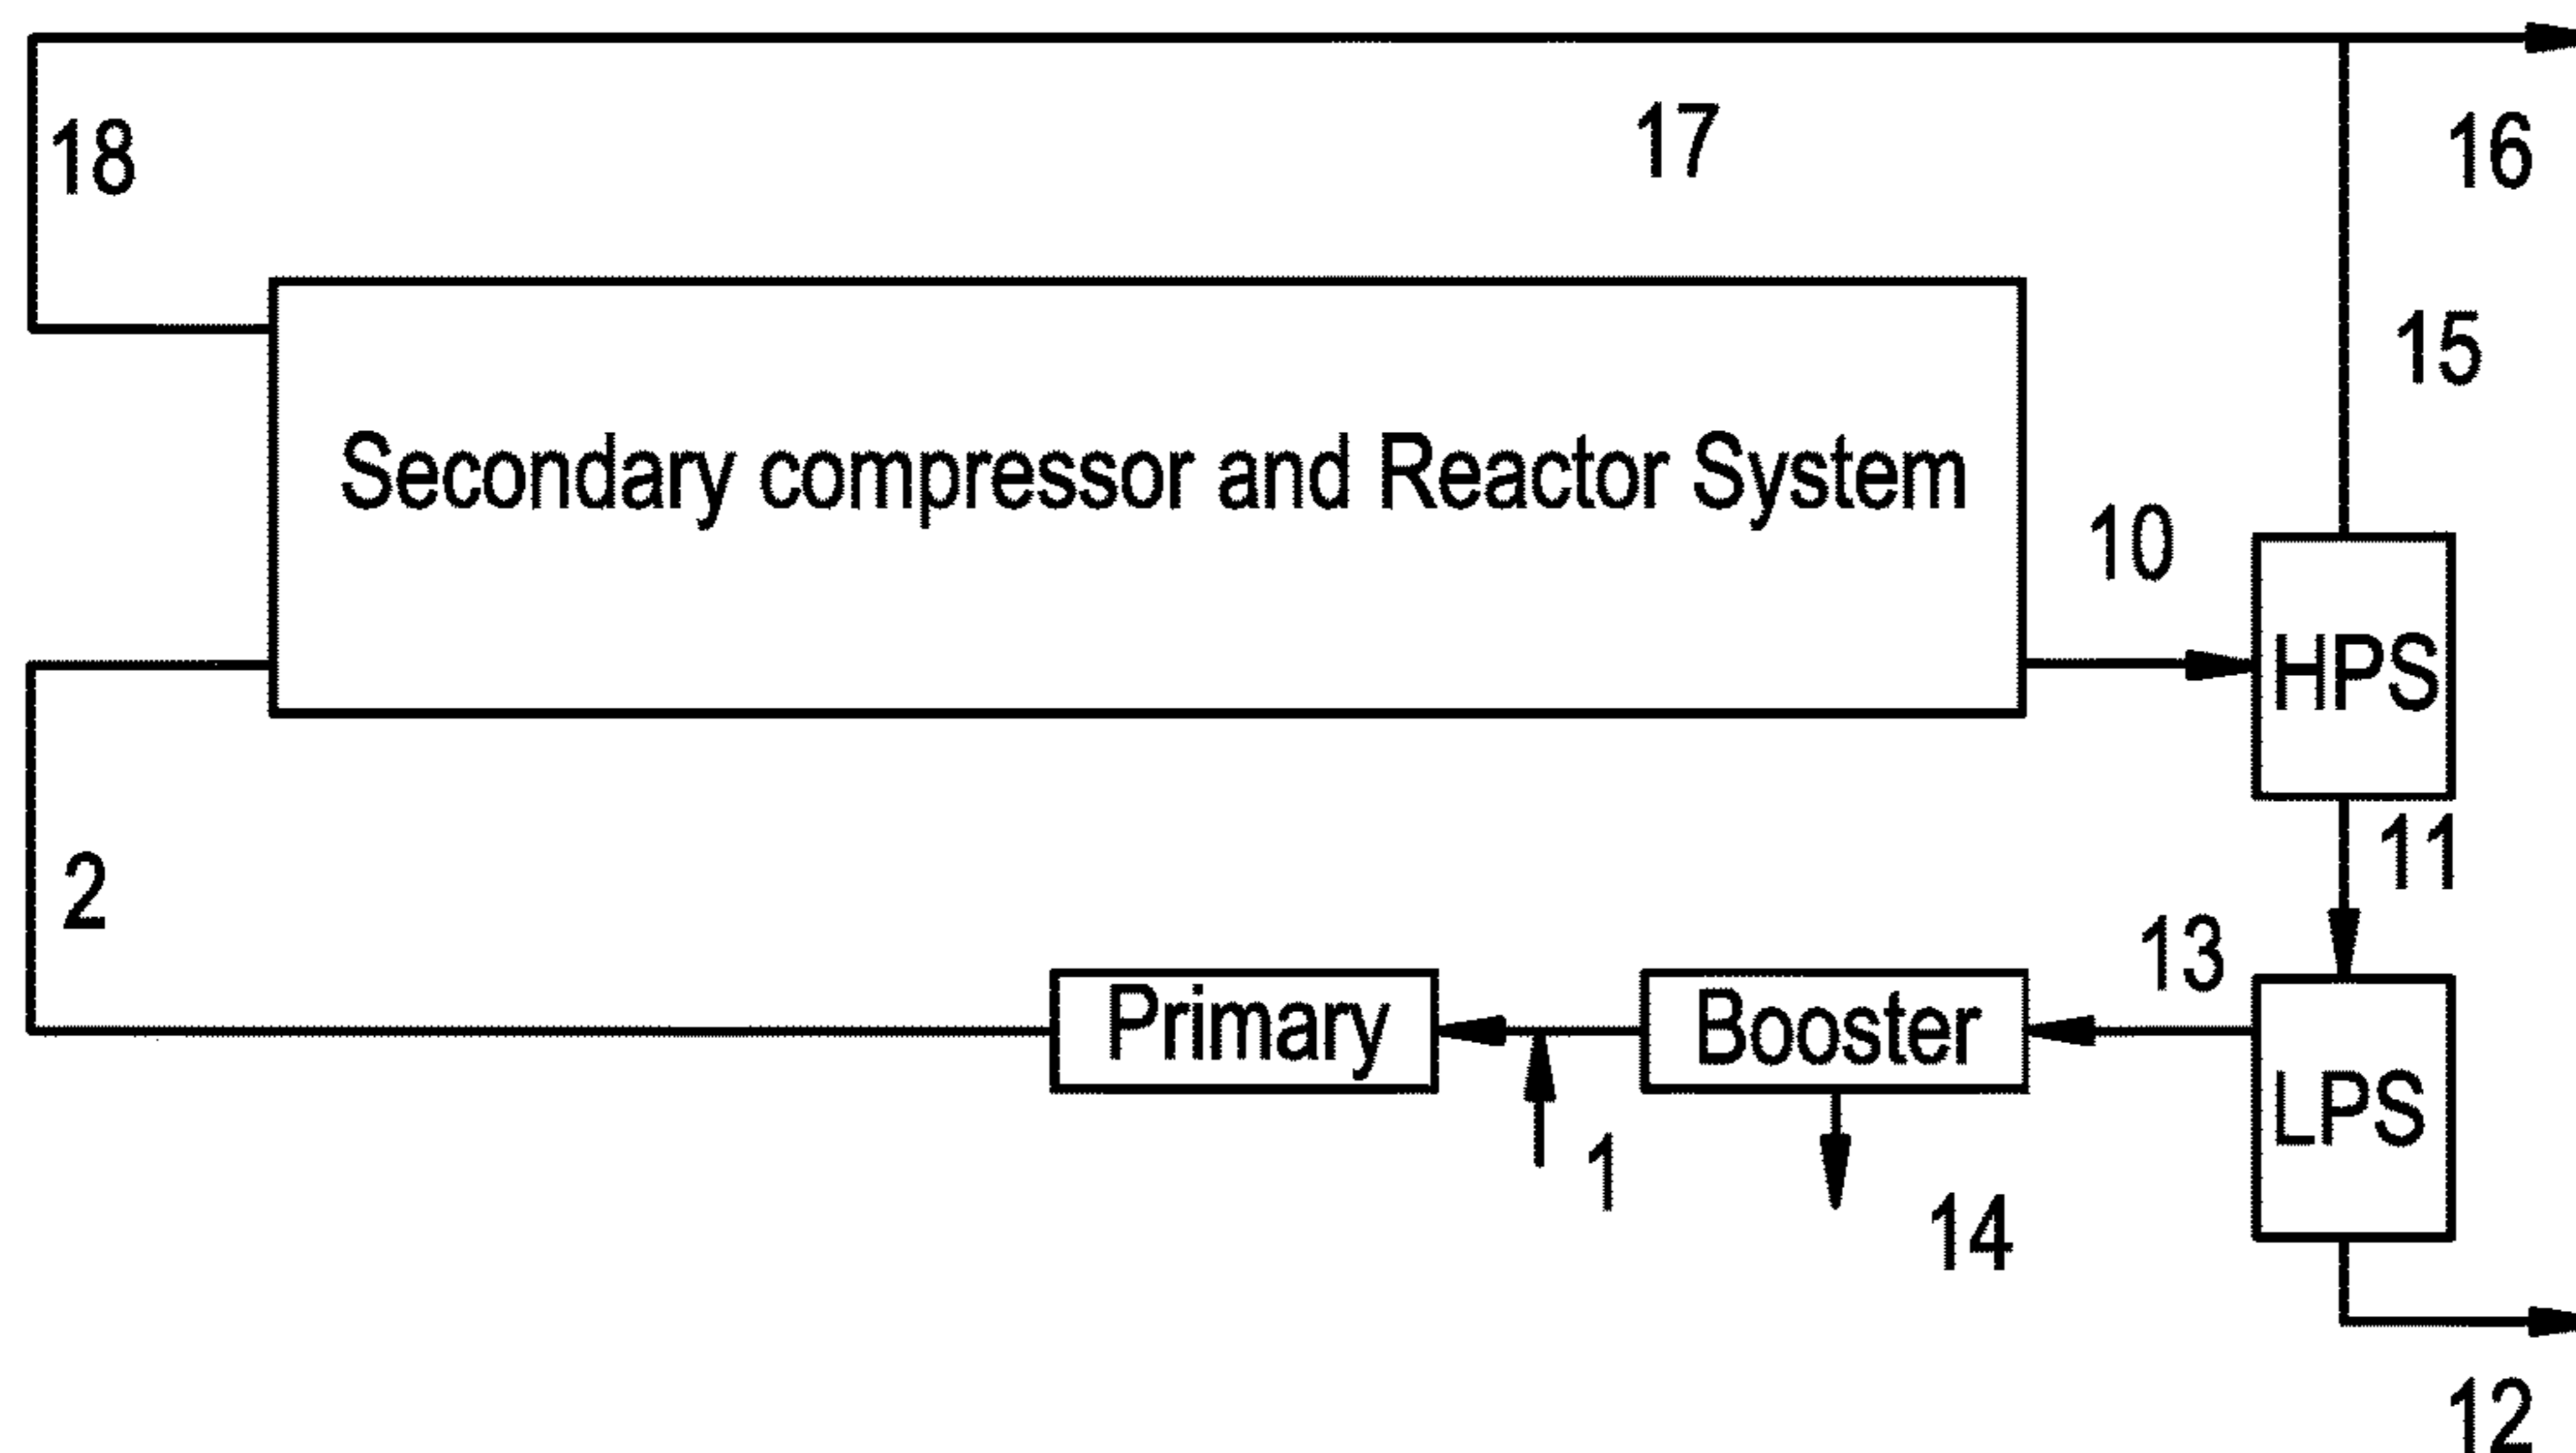 17
18
16
15
Secondary compressor and Reactor System
10
HPS
11
2
13
Primary
Booster
LPS
1
14
12